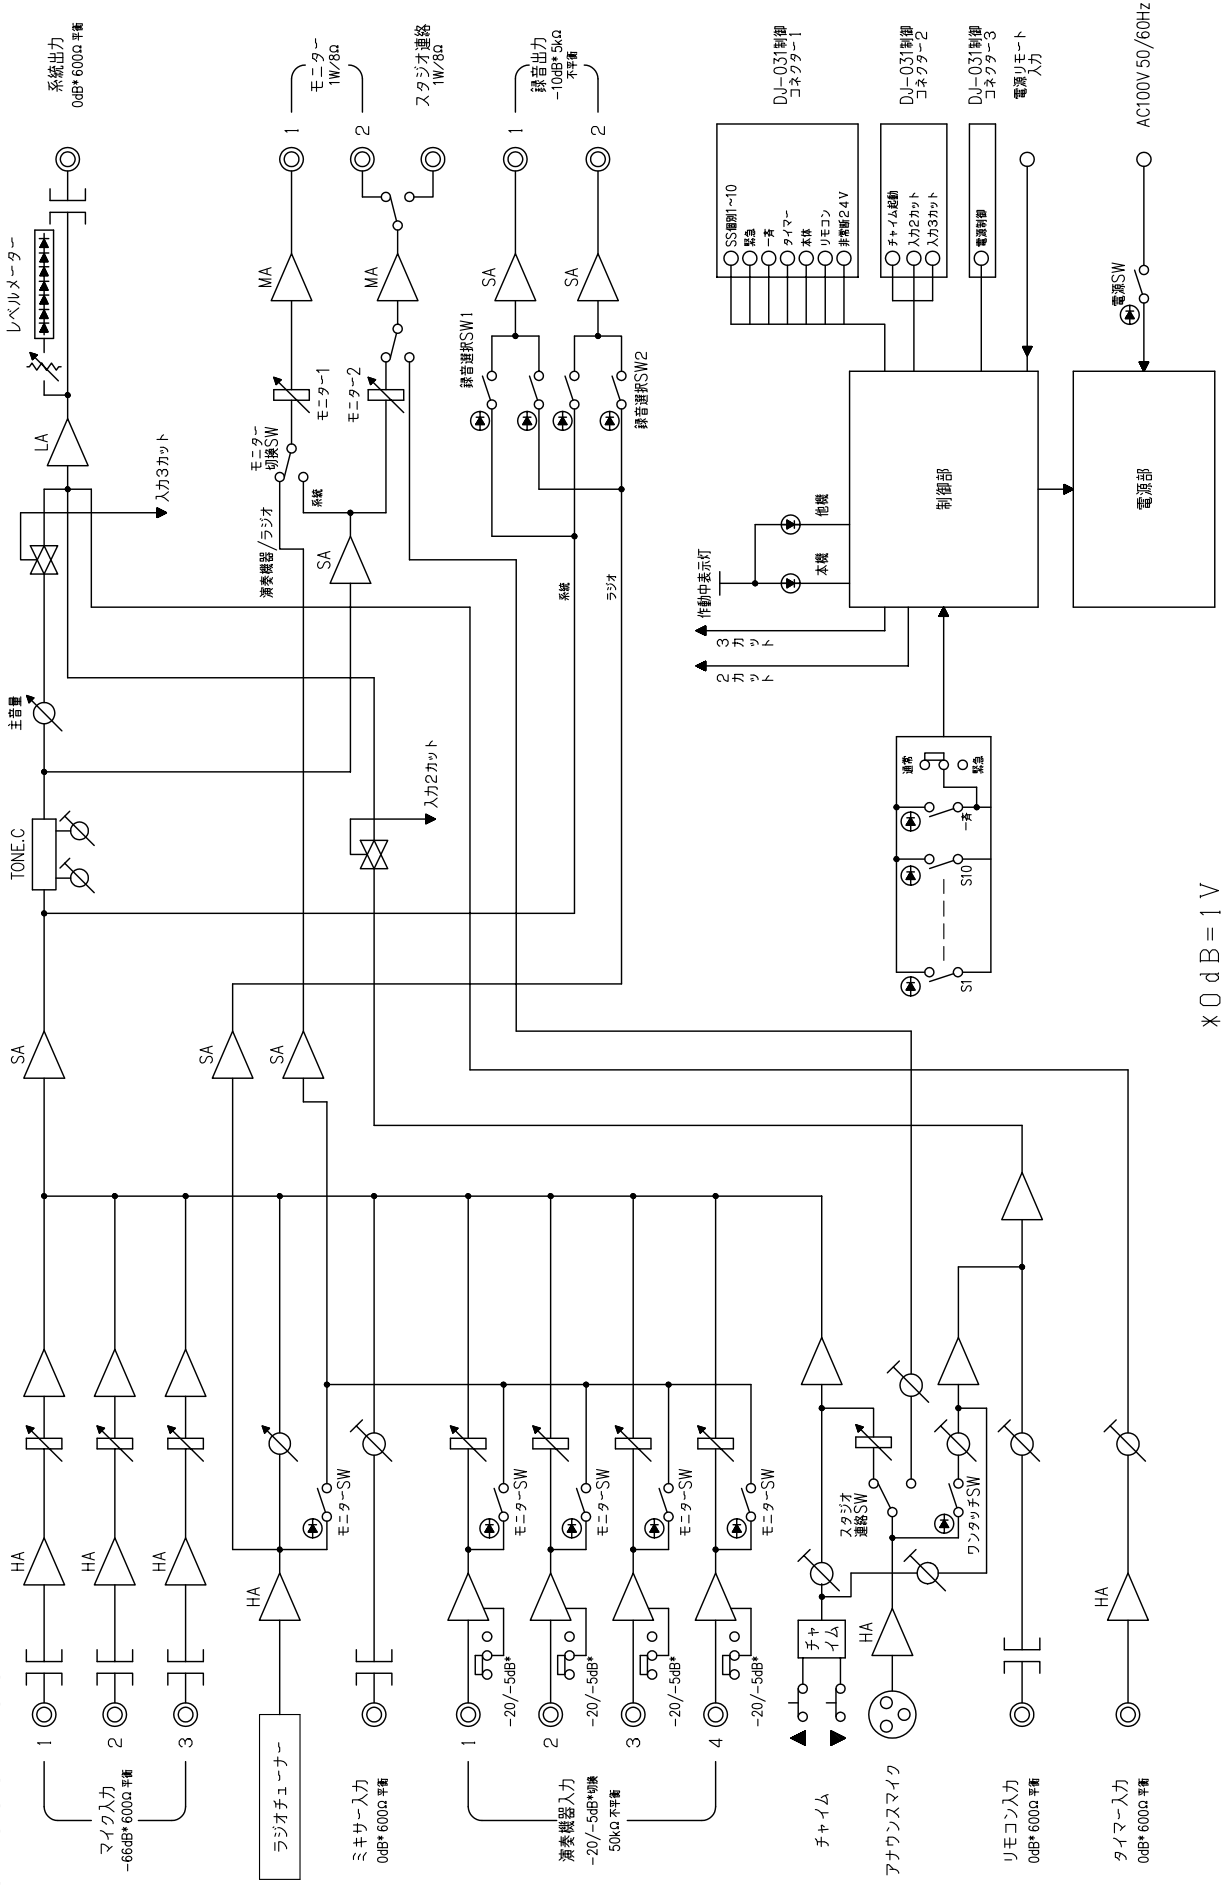 マイク入力
-66dB* 600Ω 平衡
1
2
3
HA
HA
HA
SA
TONE.C
主音量
入力3カット
LA
レベルメーター
系統出力
0dB* 600Ω 平衡
ラジオチューナー
HA
モニターSW
SA
SA
演奏機器/ラジオ
系統
モニター
切換SW
モニター1
モニター2
SA
MA
MA
1
2
モニター
1W/8Ω
スタジオ連絡
1W/8Ω
ミキサー入力
0dB* 600Ω 平衡
入力2カット
演奏機器入力
-20/-5dB*切換
50kΩ 不平衡
1
2
3
4
-20/-5dB*
-20/-5dB*
-20/-5dB*
-20/-5dB*
モニターSW
モニターSW
モニターSW
モニターSW
系統
ラジオ
録音選択SW1
録音選択SW2
SA
SA
1
2
録音出力
-10dB* 5kΩ
不平衡
チャイム
チャ
イム
アナウンスマイク
HA
スタジオ
連絡SW
ワンタッチSW
リモコン入力
0dB* 600Ω 平衡
タイマー入力
0dB* 600Ω 平衡
HA
S1
S10
一斉
通常
緊急
2カット
3カット
作動中表示灯
本機
他機
制御部
電源部
SS個別1~10
緊急
一斉
タイマー
本体
リモコン
非常断24V
DJ-031制御
コネクター1
チャイム起動
入力2カット
入力3カット
DJ-031制御
コネクター2
電源制御
DJ-031制御
コネクター3
電源リモート
入力
電源SW
AC100V 50/60Hz
*0dB=1V